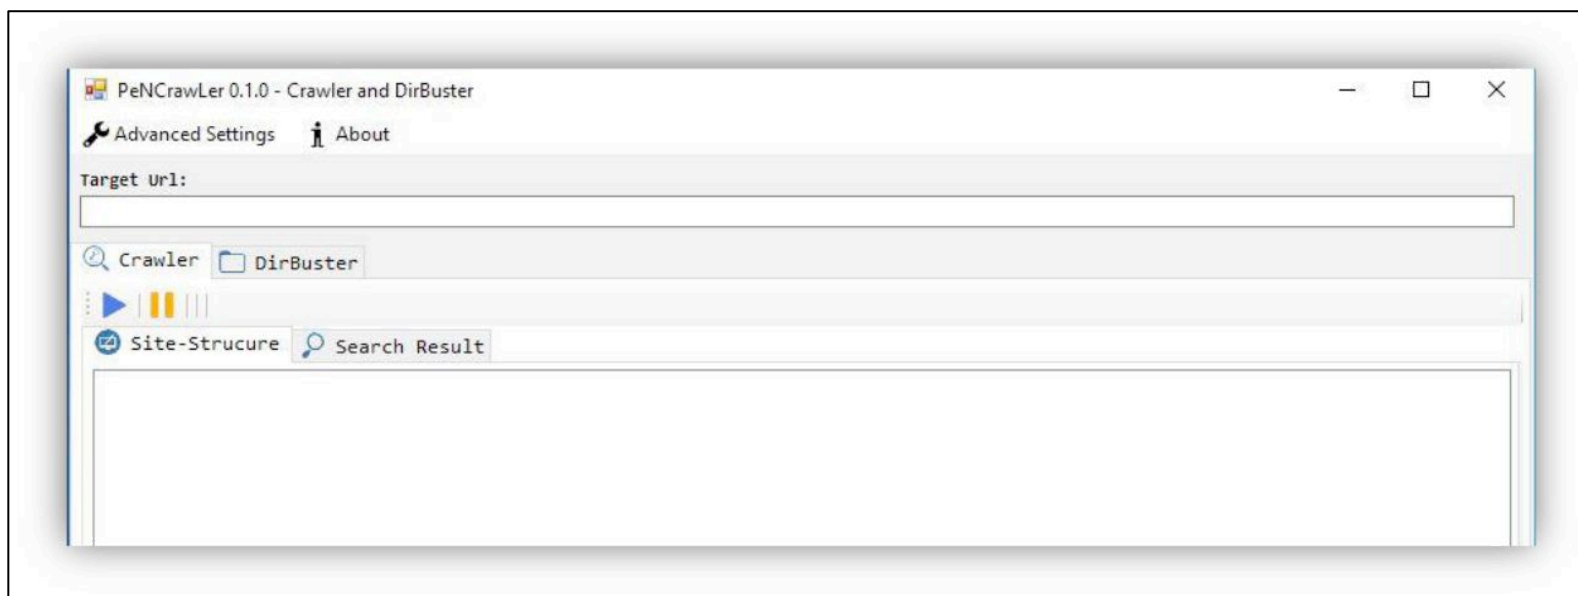 PeNCrawLer 0.1.0 - Crawler and DirBuster
Advanced Settings About
Target Url:
Crawler DirBuster
Site-Strucure Search Result